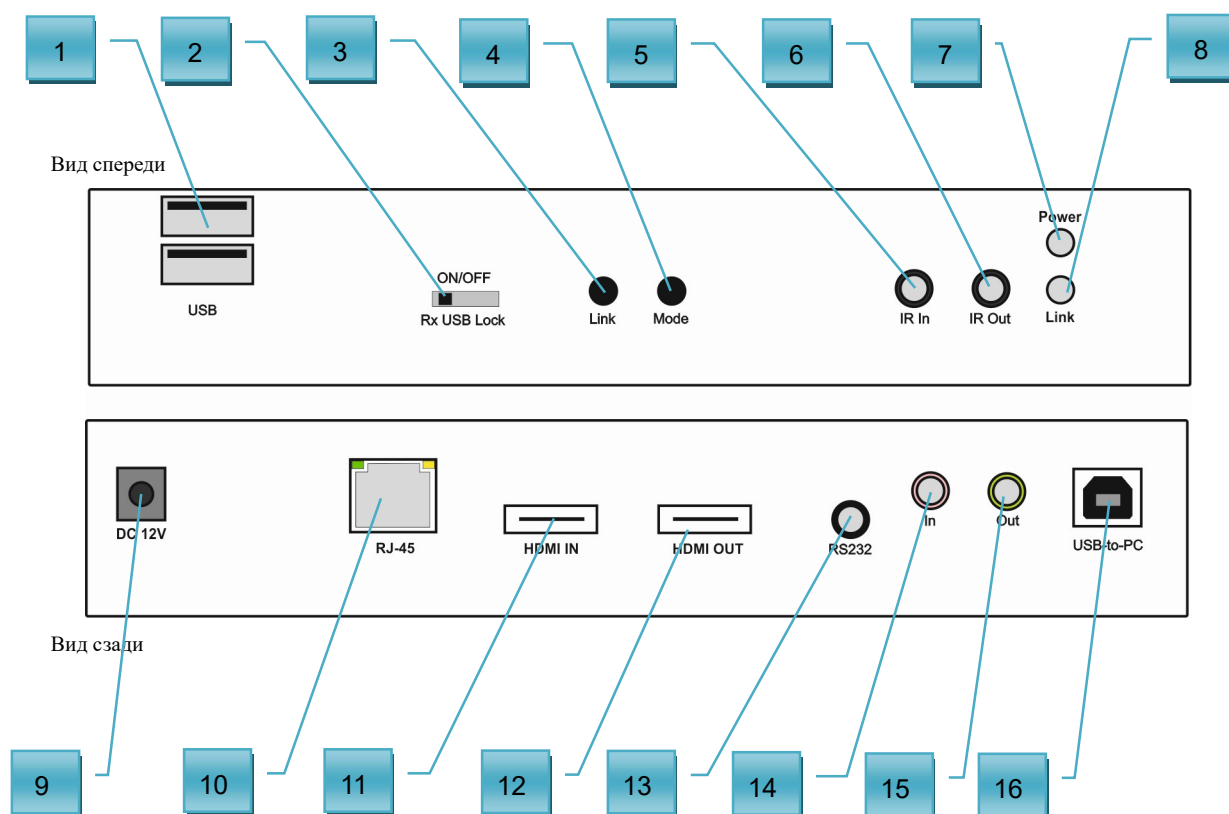 1 2 3 4 5 6 7 8
Вид спереди
Power
ON/OFF
USB
Rx USB Lock
Link
Mode
IR In
IR Out
Link
DC 12V
RJ-45
HDMI IN
HDMI OUT
RS232
In
Out
USB-to-PC
Вид сзади
9 10 11 12 13 14 15 16